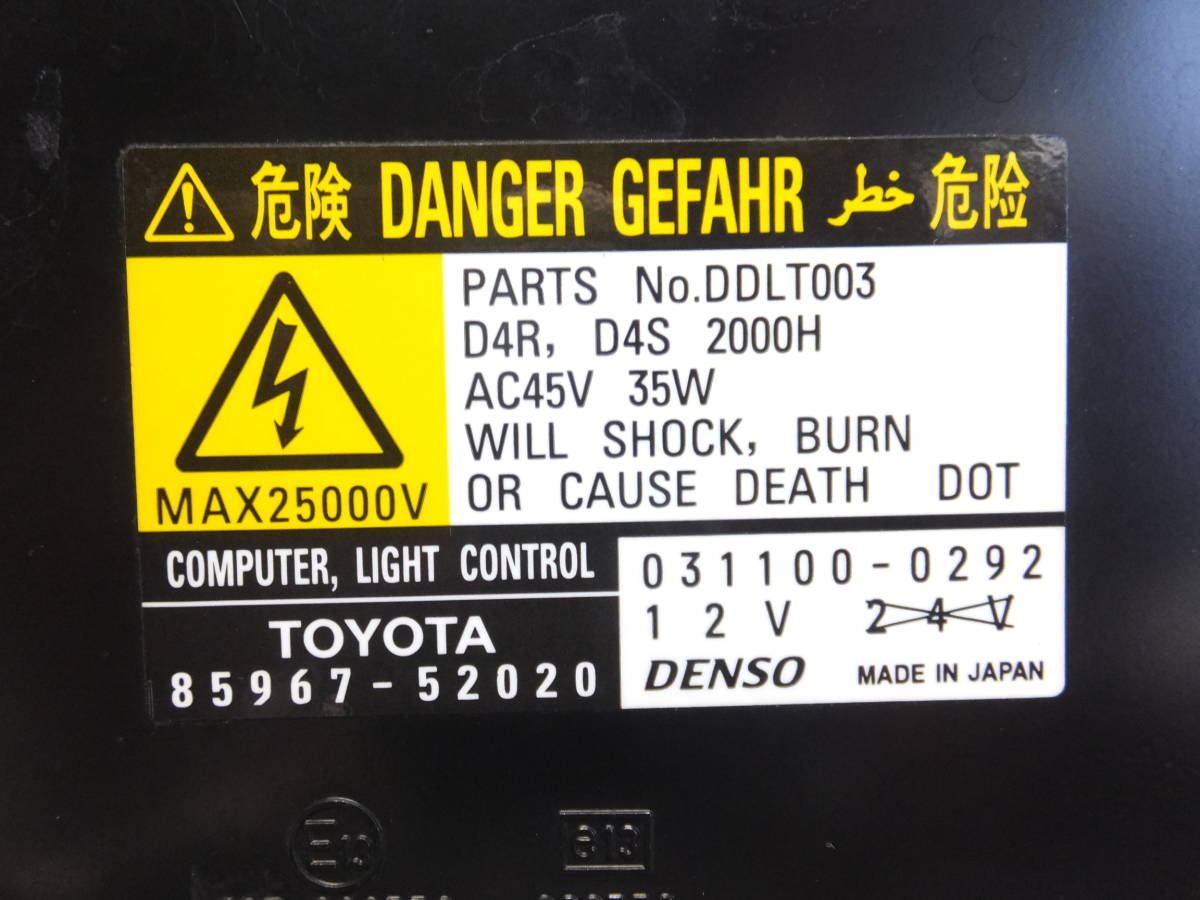 危険 DANGER GEFAHR خطر 危险
PARTS No.DDLT003
D4R, D4S 2000H
AC45V 35W
WILL SHOCK, BURN
OR CAUSE DEATH DOT
MAX25000V
COMPUTER, LIGHT CONTROL
TOYOTA
85967-52020
031100-0292
12V 24V
DENSO MADE IN JAPAN
E13
e13